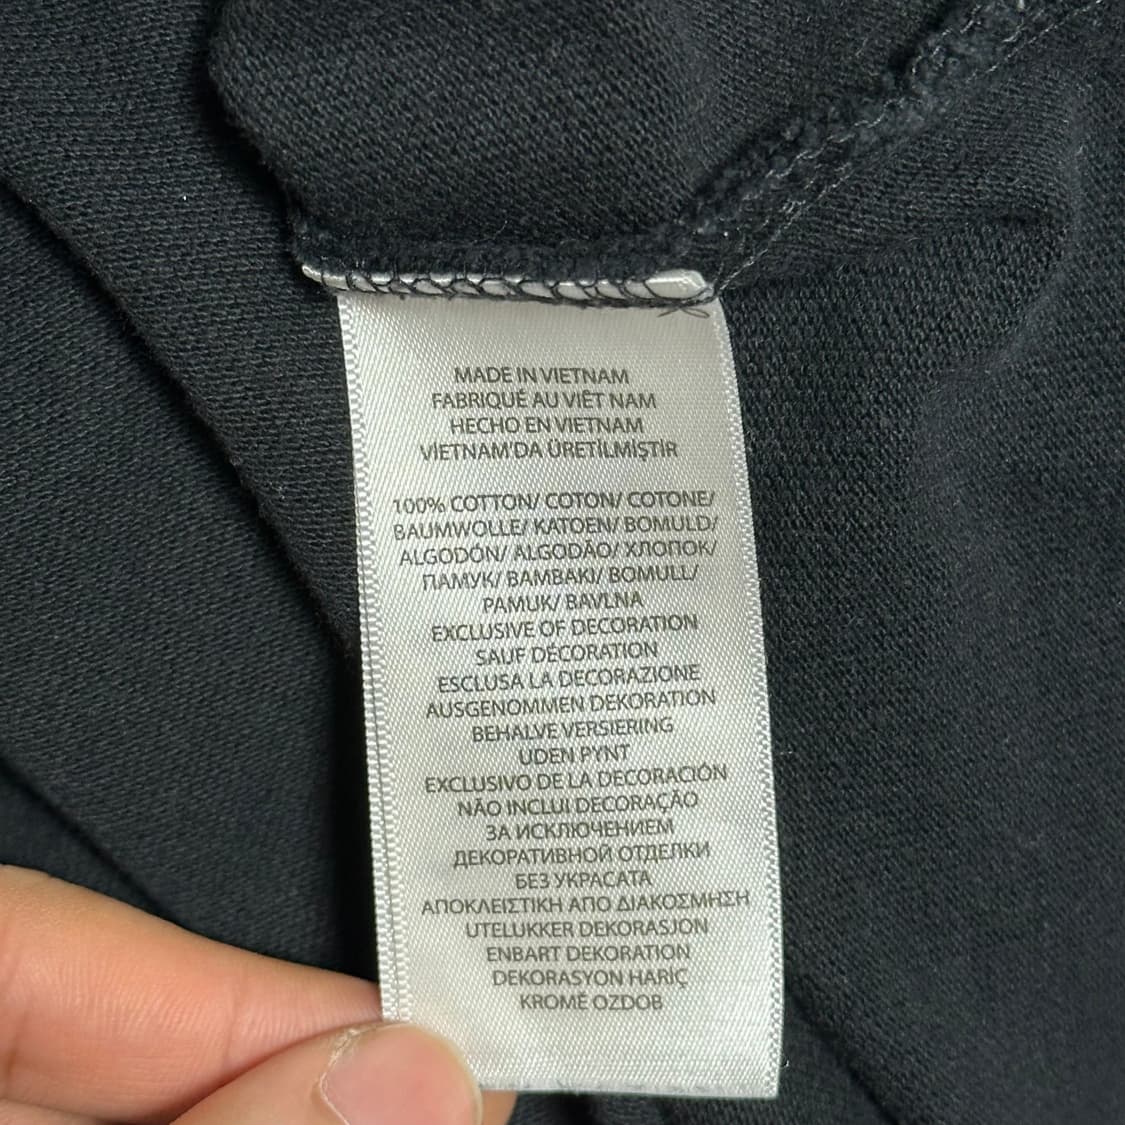 MADE IN VIETNAM
FABRIQUÉ AU VIÊT NAM
HECHO EN VIETNAM
VİETNAM'DA ÜRETİLMİŞTİR
100% COTTON/ COTON/ COTONE/
BAUMWOLLE/ KATOEN/ BOMULD/
ALGODÓN/ ALGODÃO/ ХЛОПОК/
ПАМУК/ ΒΑΜΒΑΚΙ/ BOMULL/
PAMUK/ BAVLNA
EXCLUSIVE OF DECORATION
SAUF DÉCORATION
ESCLUSA LA DECORAZIONE
AUSGENOMMEN DEKORATION
BEHALVE VERSIERING
UDEN PYNT
EXCLUSIVO DE LA DECORACIÓN
NÃO INCLUI DECORAÇÃO
ЗА ИСКЛЮЧЕНИЕМ
ДЕКОРАТИВНОЙ ОТДЕЛКИ
БЕЗ УКРАСАТА
ΑΠΟΚΛΕΙΣΤΙΚΗ ΑΠΟ ΔΙΑΚΟΣΜΗΣΗ
UTELUKKER DEKORASJON
ENBART DEKORATION
DEKORASYON HARİÇ
KROMĚ OZDOB